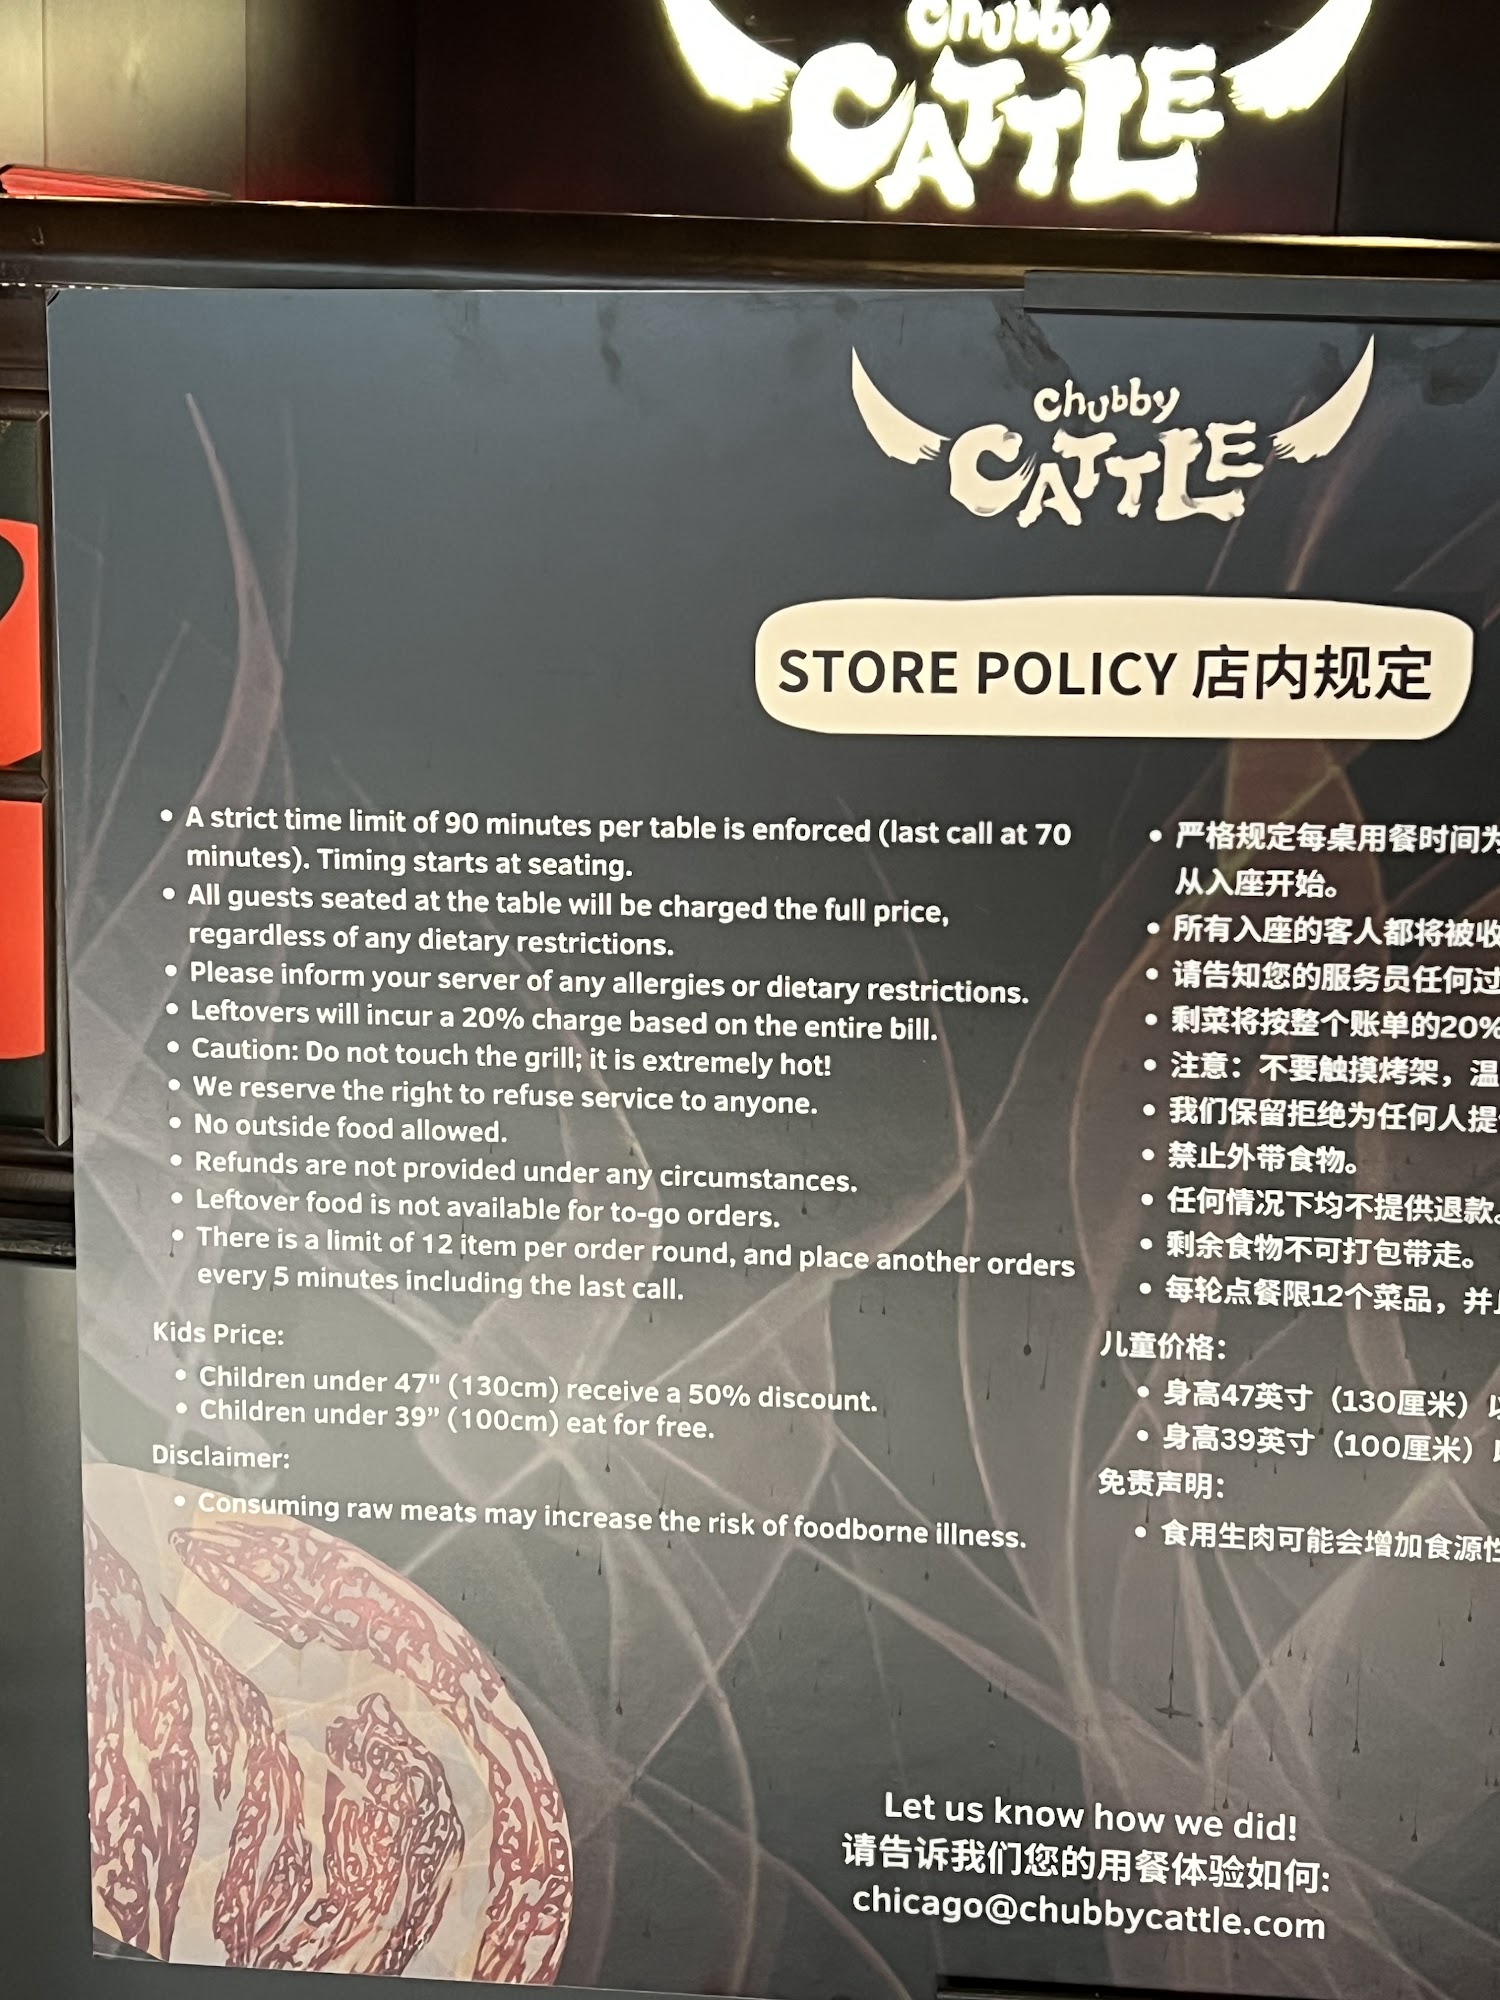 chubby
CATTLE
chubby
CATTLE
STORE POLICY 店内规定
• A strict time limit of 90 minutes per table is enforced (last call at 70
minutes). Timing starts at seating.
• All guests seated at the table will be charged the full price,
regardless of any dietary restrictions.
• Please inform your server of any allergies or dietary restrictions.
• Leftovers will incur a 20% charge based on the entire bill.
• Caution: Do not touch the grill; it is extremely hot!
• We reserve the right to refuse service to anyone.
• No outside food allowed.
• Refunds are not provided under any circumstances.
• Leftover food is not available for to-go orders.
• There is a limit of 12 item per order round, and place another orders
every 5 minutes including the last call.
Kids Price:
• Children under 47" (130cm) receive a 50% discount.
• Children under 39” (100cm) eat for free.
Disclaimer:
• Consuming raw meats may increase the risk of foodborne illness.
• 严格规定每桌用餐时间为
从入座开始。
• 所有入座的客人都将被收
• 请告知您的服务员任何过
• 剩菜将按整个账单的20%
• 注意：不要触摸烤架，温
• 我们保留拒绝为任何人提
• 禁止外带食物。
• 任何情况下均不提供退款。
• 剩余食物不可打包带走。
• 每轮点餐限12个菜品，并
儿童价格：
• 身高47英寸（130厘米）
• 身高39英寸（100厘米）
免责声明：
• 食用生肉可能会增加食源性
Let us know how we did!
请告诉我们您的用餐体验如何:
chicago@chubbycattle.com